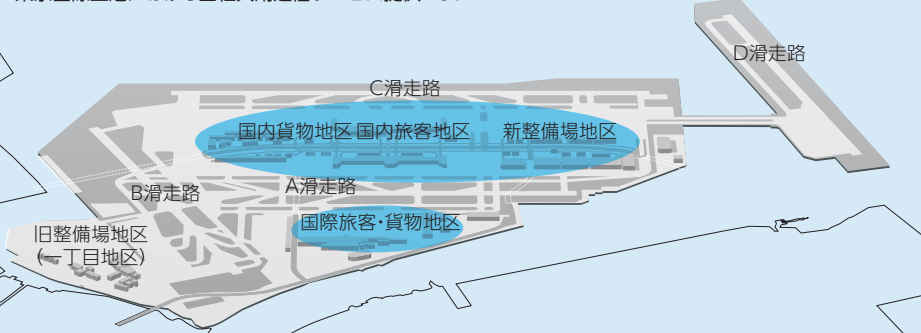 D滑走路
C滑走路
国内貨物地区 国内旅客地区 新整備場地区
A滑走路
B滑走路
国際旅客・貨物地区
旧整備場地区
(一丁目地区)